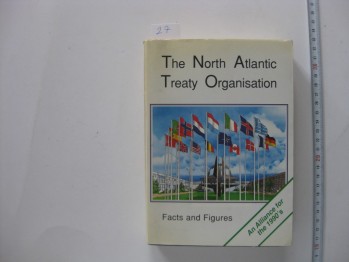 27
The North Atlantic
Treaty Organisation
Facts and Figures
An Alliance for
the 1990's